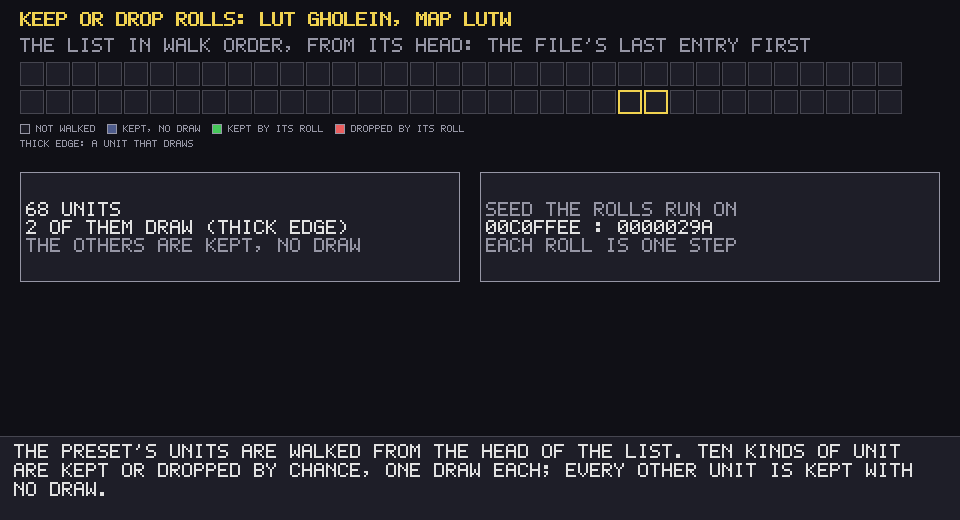 KEEP OR DROP ROLLS: LUT GHOLEIN, MAP LUTW
THE LIST IN WALK ORDER, FROM ITS HEAD: THE FILE'S LAST ENTRY FIRST
NOT WALKED KEPT, NO DRAW KEPT BY ITS ROLL DROPPED BY ITS ROLL
THICK EDGE: A UNIT THAT DRAWS
68 UNITS
2 OF THEM DRAW (THICK EDGE)
THE OTHERS ARE KEPT, NO DRAW
SEED THE ROLLS RUN ON
00C0FFEE : 0000029A
EACH ROLL IS ONE STEP
THE PRESET'S UNITS ARE WALKED FROM THE HEAD OF THE LIST. TEN KINDS OF UNIT
ARE KEPT OR DROPPED BY CHANCE, ONE DRAW EACH; EVERY OTHER UNIT IS KEPT WITH
NO DRAW.